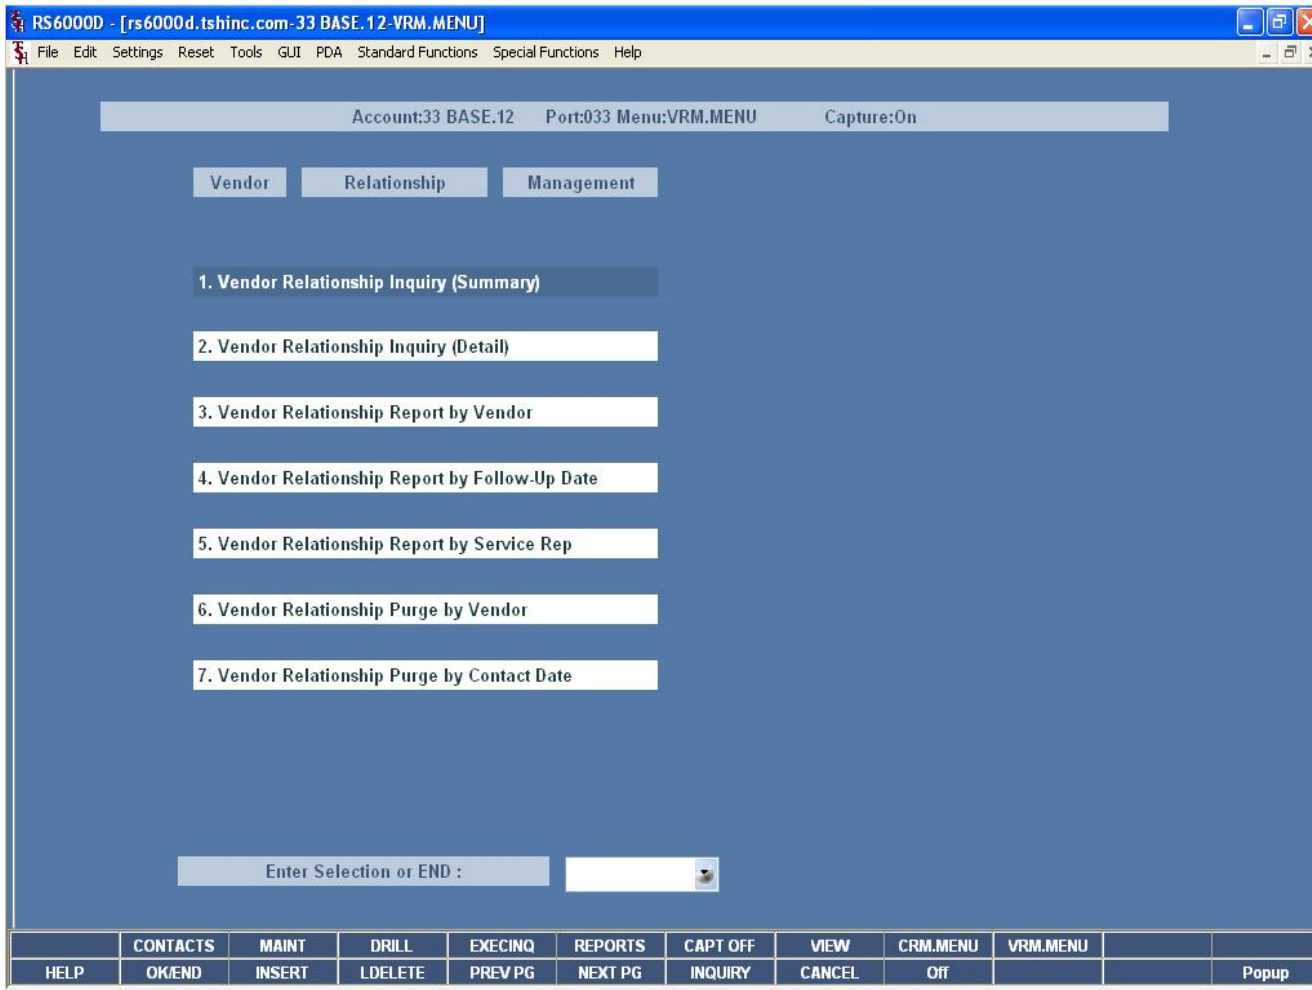 RS6000D - [rs6000d.tshinc.com-33 BASE.12-VRM.MENU]
File Edit Settings Reset Tools GUI PDA Standard Functions Special Functions Help
Account:33 BASE.12 Port:033 Menu:VRM.MENU Capture:On
Vendor Relationship Management
1. Vendor Relationship Inquiry (Summary)
2. Vendor Relationship Inquiry (Detail)
3. Vendor Relationship Report by Vendor
4. Vendor Relationship Report by Follow-Up Date
5. Vendor Relationship Report by Service Rep
6. Vendor Relationship Purge by Vendor
7. Vendor Relationship Purge by Contact Date
Enter Selection or END :
CONTACTS MAINT DRILL EXECINQ REPORTS CAPT OFF VIEW CRM.MENU VRM.MENU
HELP OK/END INSERT LDELETE PREV PG NEXT PG INQUIRY CANCEL Off Popup